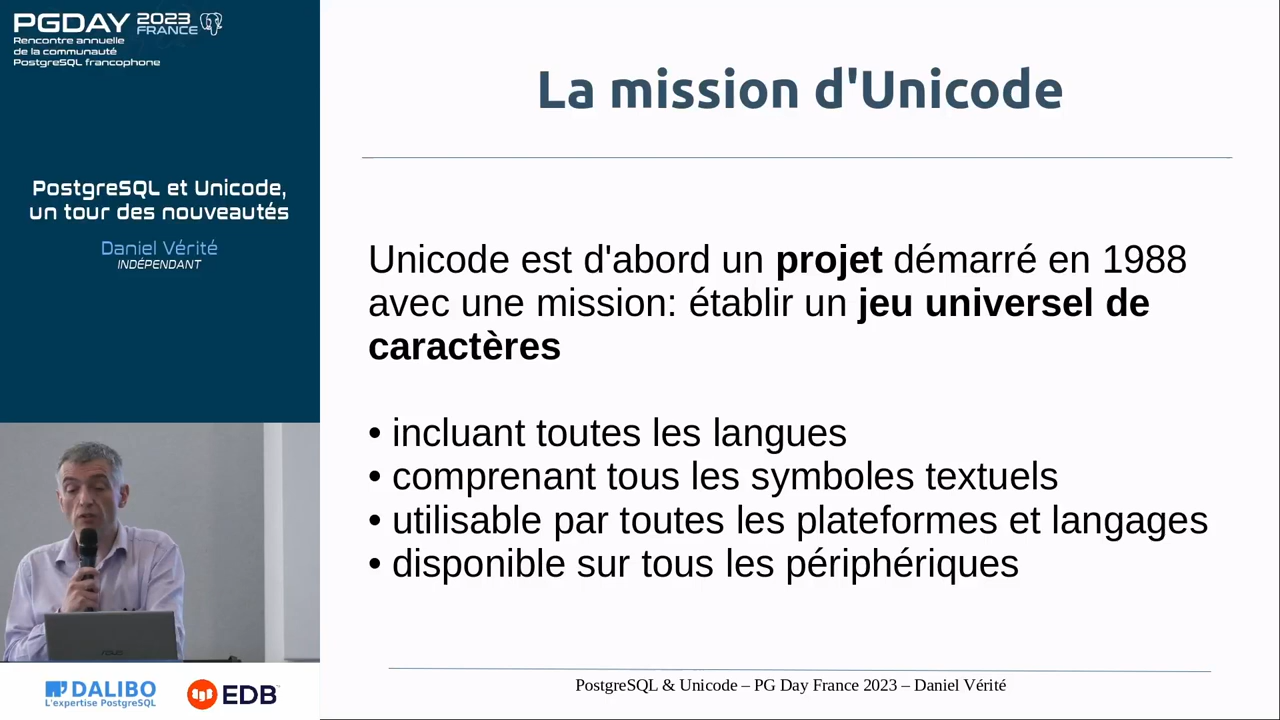 PGDAY 2023 FRANCE
Rencontre annuelle
de la communauté
PostgreSQL francophone
PostgreSQL et Unicode,
un tour des nouveautés
Daniel Vérité
INDÉPENDANT
La mission d'Unicode
Unicode est d'abord un projet démarré en 1988
avec une mission: établir un jeu universel de
caractères
• incluant toutes les langues
• comprenant tous les symboles textuels
• utilisable par toutes les plateformes et langages
• disponible sur tous les périphériques
PostgreSQL & Unicode – PG Day France 2023 – Daniel Vérité
ASUS
DALIBO
L'expertise PostgreSQL
EDB